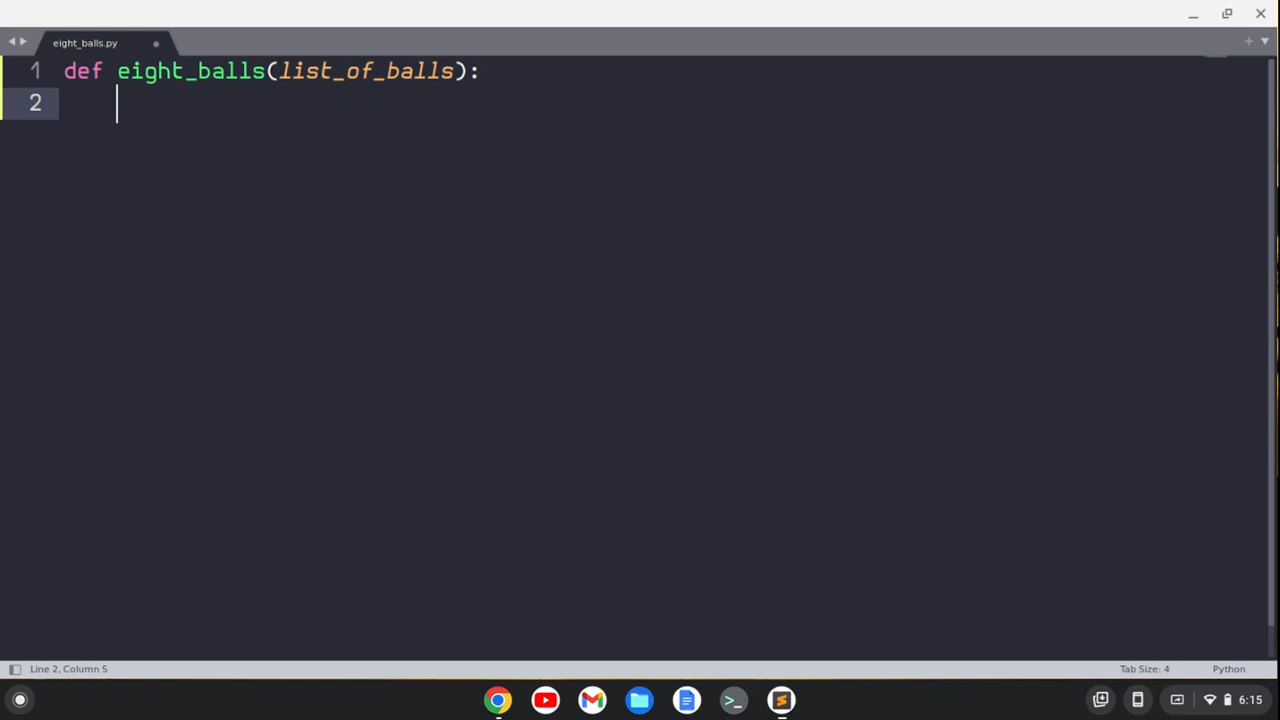 eight_balls.py
1 def eight_balls(list_of_balls):
2
Line 2, Column 5
Tab Size: 4
Python
6:15